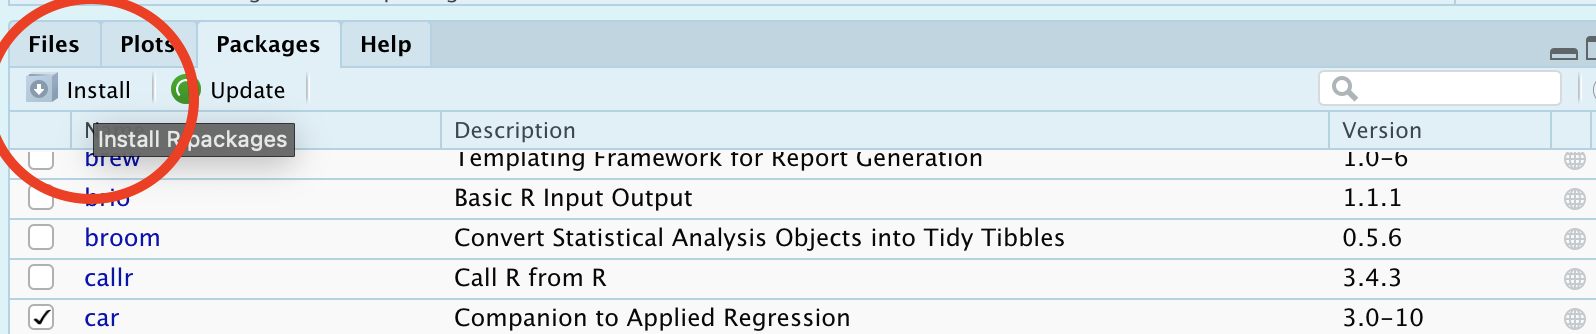 Files Plots Packages Help
Install Update
Description Version
Install R packages
brew Templating Framework for Report Generation 1.0-6
brio Basic R Input Output 1.1.1
broom Convert Statistical Analysis Objects into Tidy Tibbles 0.5.6
callr Call R from R 3.4.3
car Companion to Applied Regression 3.0-10